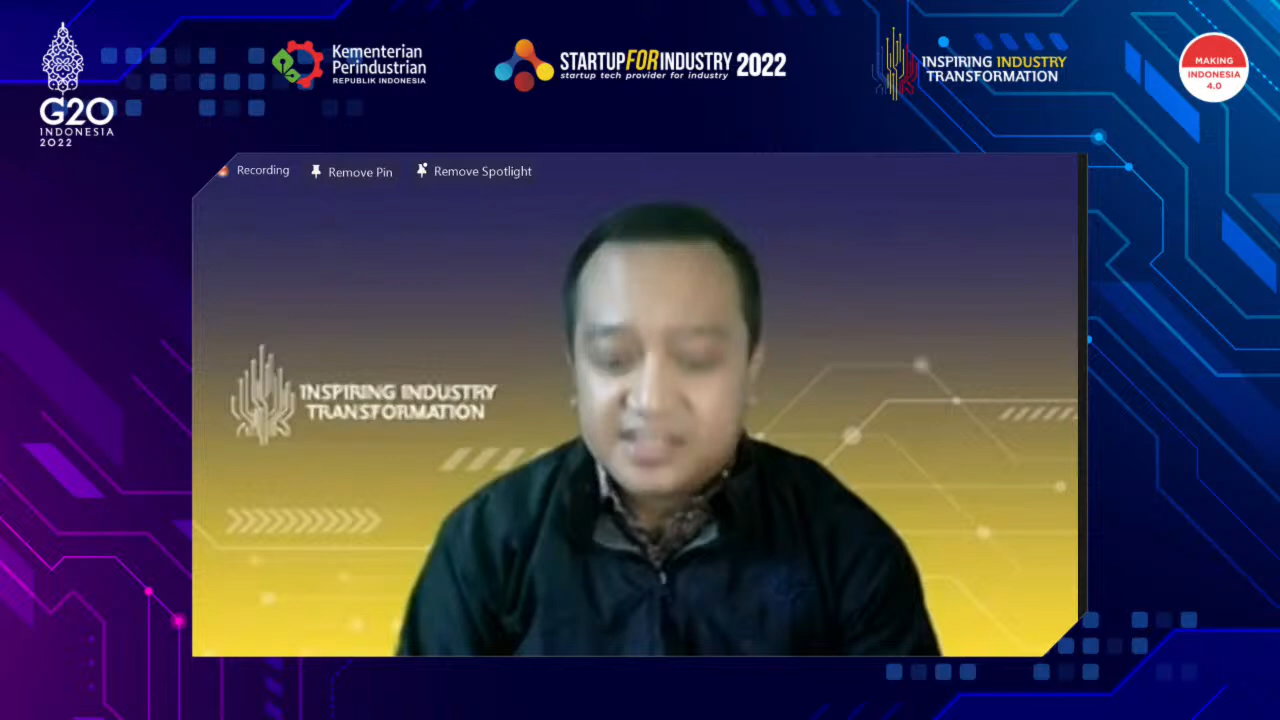 G20
INDONESIA
2022
Kementerian
Perindustrian
REPUBLIK INDONESIA
STARTUPFORINDUSTRY 2022
startup tech provider for industry
INSPIRING INDUSTRY
TRANSFORMATION
MAKING
INDONESIA
4.0
Recording
Remove Pin
Remove Spotlight
INSPIRING INDUSTRY
TRANSFORMATION